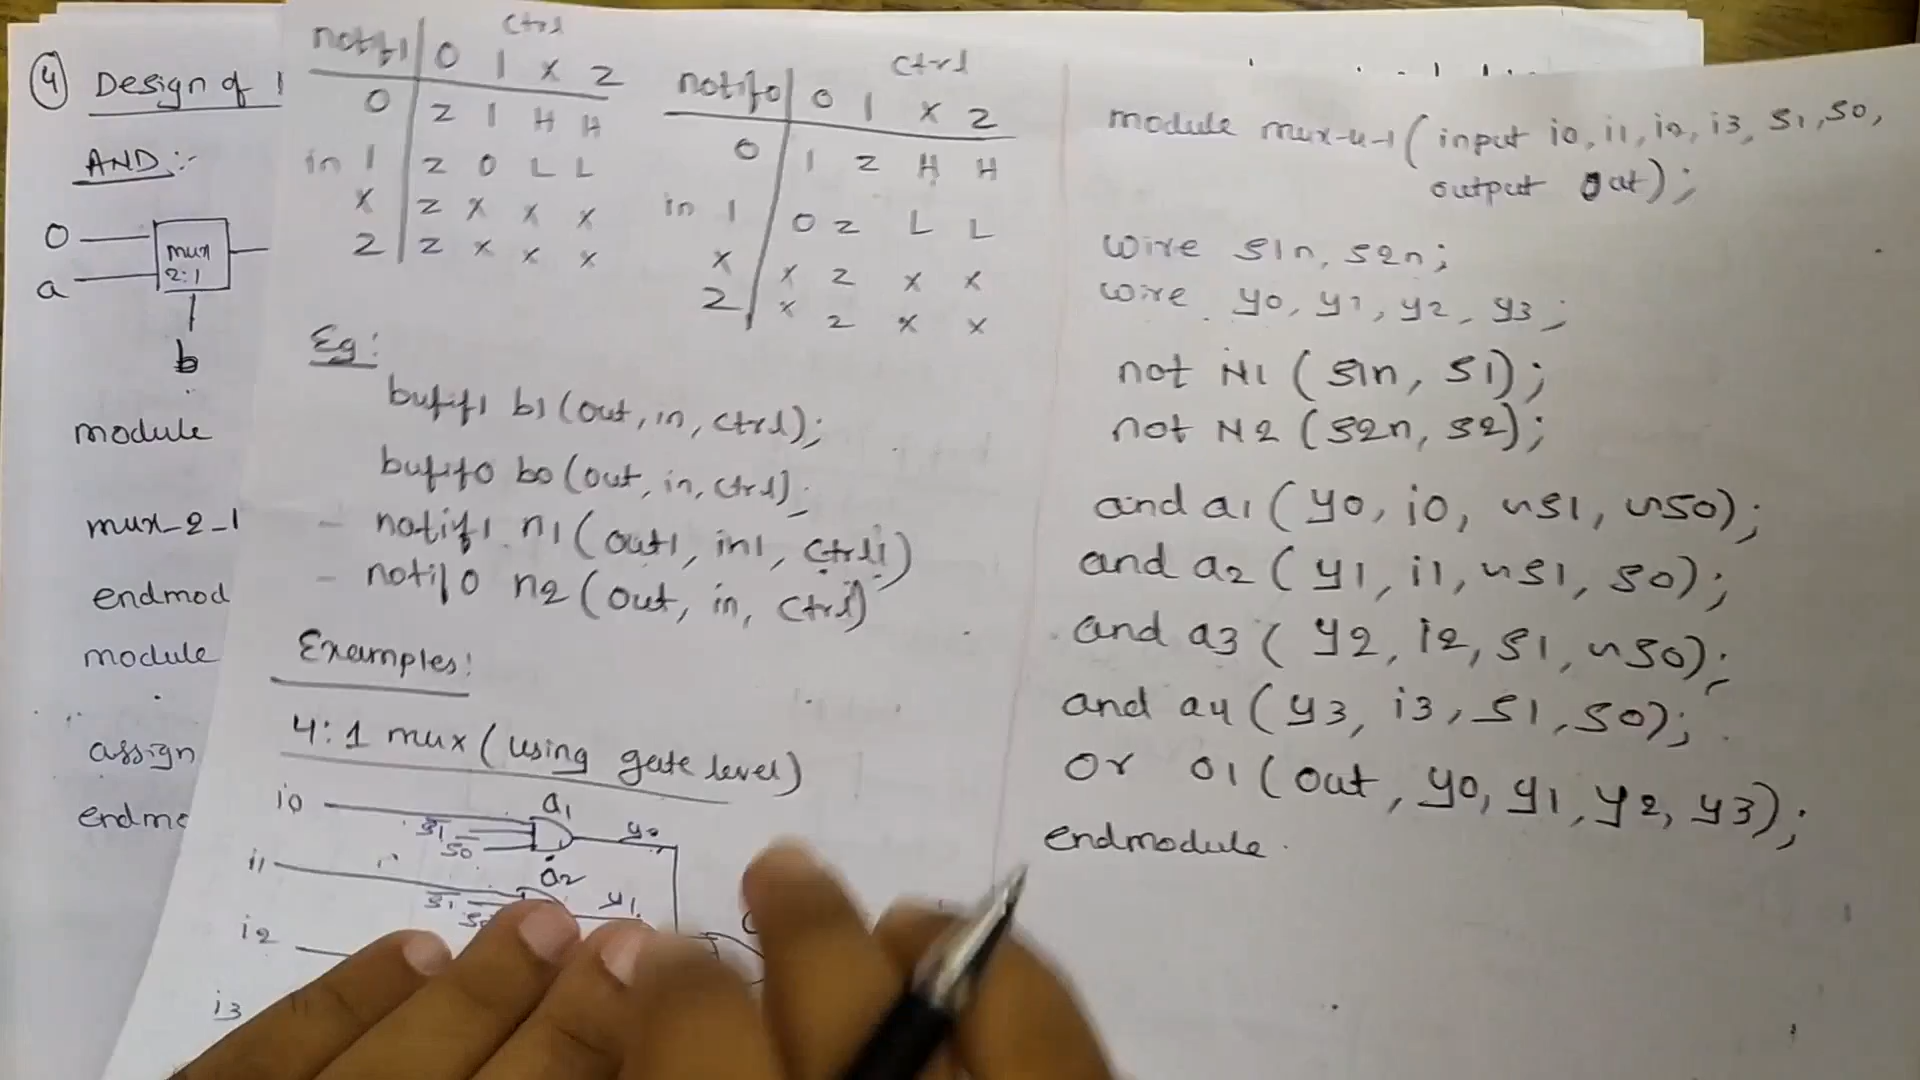 4 Design of
AND:-
0
a
mux
2:1
b
module
mux-2-1
endmod
module
assign
endmo
ctrl
notif1 0 1 x z
0 z 1 H H
in 1 z 0 L L
x z x x x
z z x x x
ctrl
notif0 0 1 x z
0 1 z H H
in 1 0 z L L
x x z x x
z x z x x
Eg:
bufif1 b1(out, in, ctrl);
bufif0 b0(out, in, ctrl);
- notif1 n1(out1, in1, ctrl1)
- notif0 n2(out, in, ctrl)
Examples:
4:1 mux (using gate level)
i0
a1
s1
s0
y0
i1
a2
s1
y1
i2
i3
module mux-4-1(input i0, i1, i2, i3, s1, s0,
output out);
wire s1n, s2n;
wire y0, y1, y2, y3;
not N1 (s1n, s1);
not N2 (s2n, s2);
and a1 (y0, i0, ns1, ns0);
and a2 (y1, i1, ns1, s0);
and a3 (y2, i2, s1, ns0);
and a4 (y3, i3, s1, s0);
or o1 (out, y0, y1, y2, y3);
endmodule.